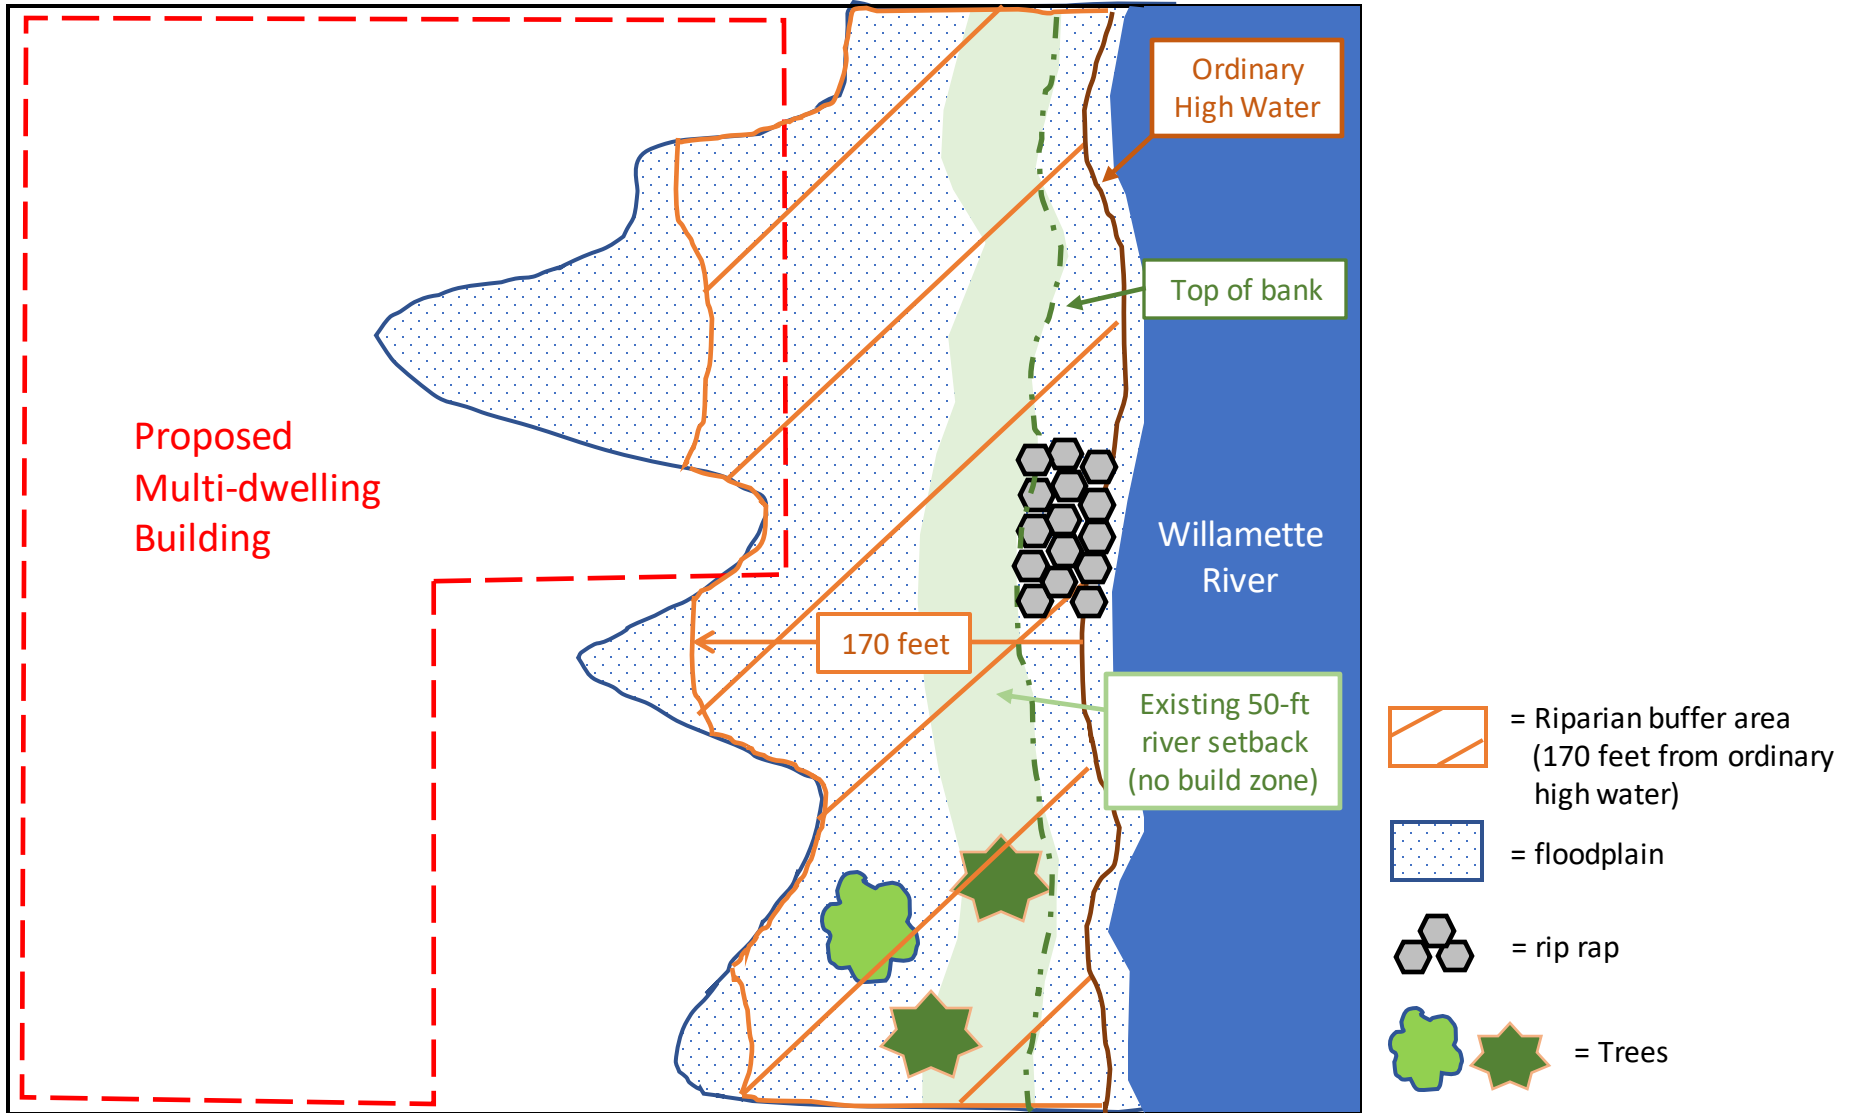 Ordinary
High Water
Top of bank
Proposed
Multi-dwelling
Building
Willamette
River
170 feet
Existing 50-ft
river setback
(no build zone)
= Riparian buffer area
(170 feet from ordinary
high water)
= floodplain
= rip rap
= Trees